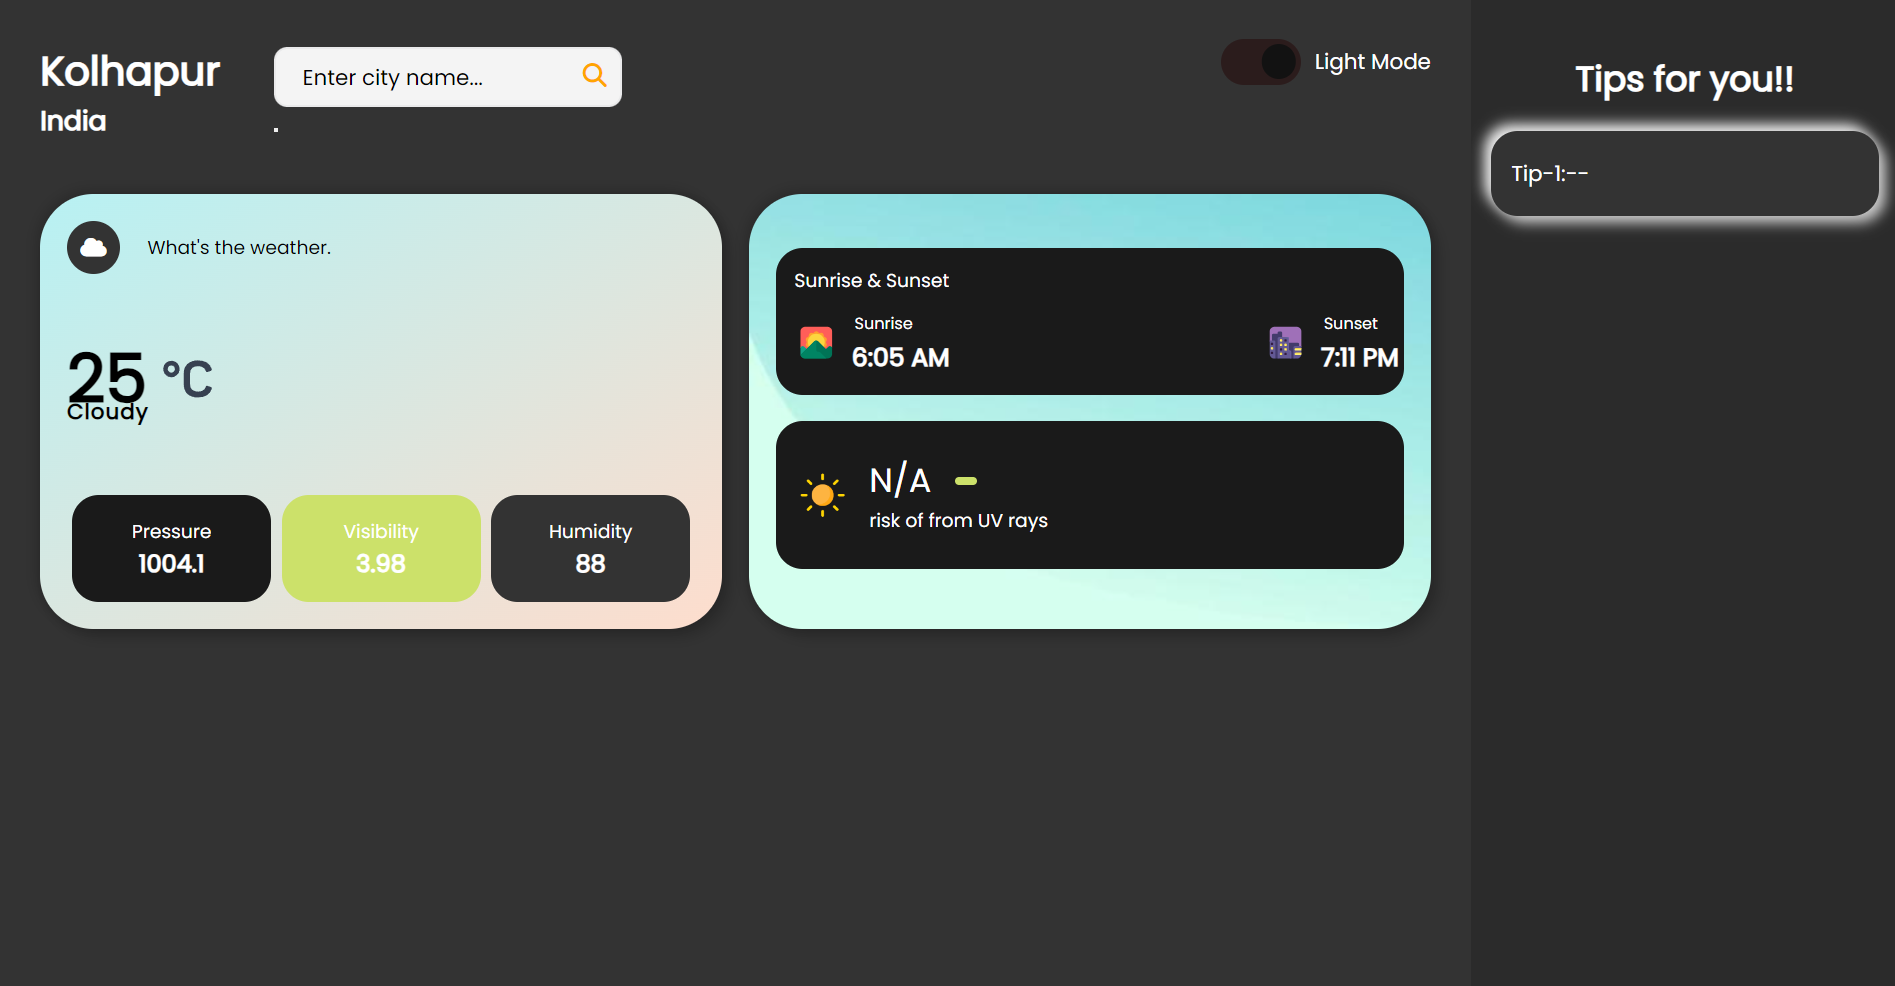 Kolhapur
India
Enter city name...
Light Mode
What's the weather.
25 °C
Cloudy
Pressure
1004.1
Visibility
3.98
Humidity
88
Sunrise & Sunset
Sunrise
6:05 AM
Sunset
7:11 PM
N/A
risk of from UV rays
Tips for you!!
Tip-1:--